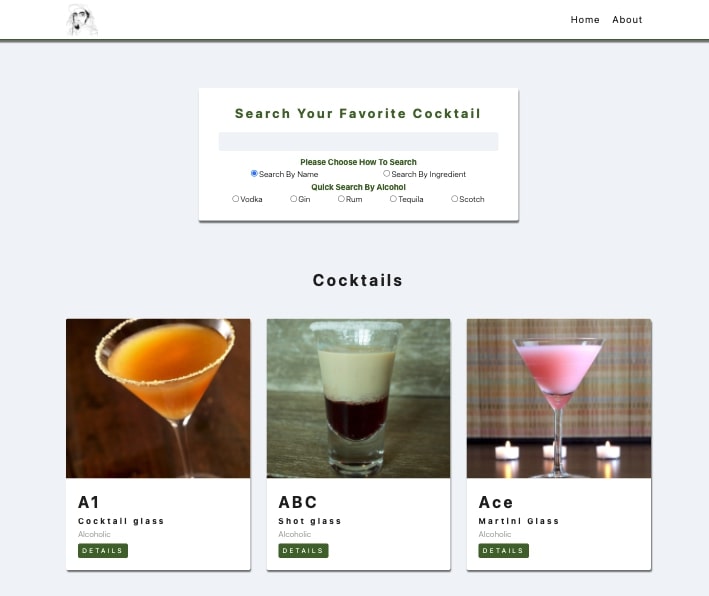 Home About
Search Your Favorite Cocktail
Please Choose How To Search
Search By Name Search By Ingredient
Quick Search By Alcohol
Vodka Gin Rum Tequila Scotch
Cocktails
A1
Cocktail glass
Alcoholic
DETAILS
ABC
Shot glass
Alcoholic
DETAILS
Ace
Martini Glass
Alcoholic
DETAILS